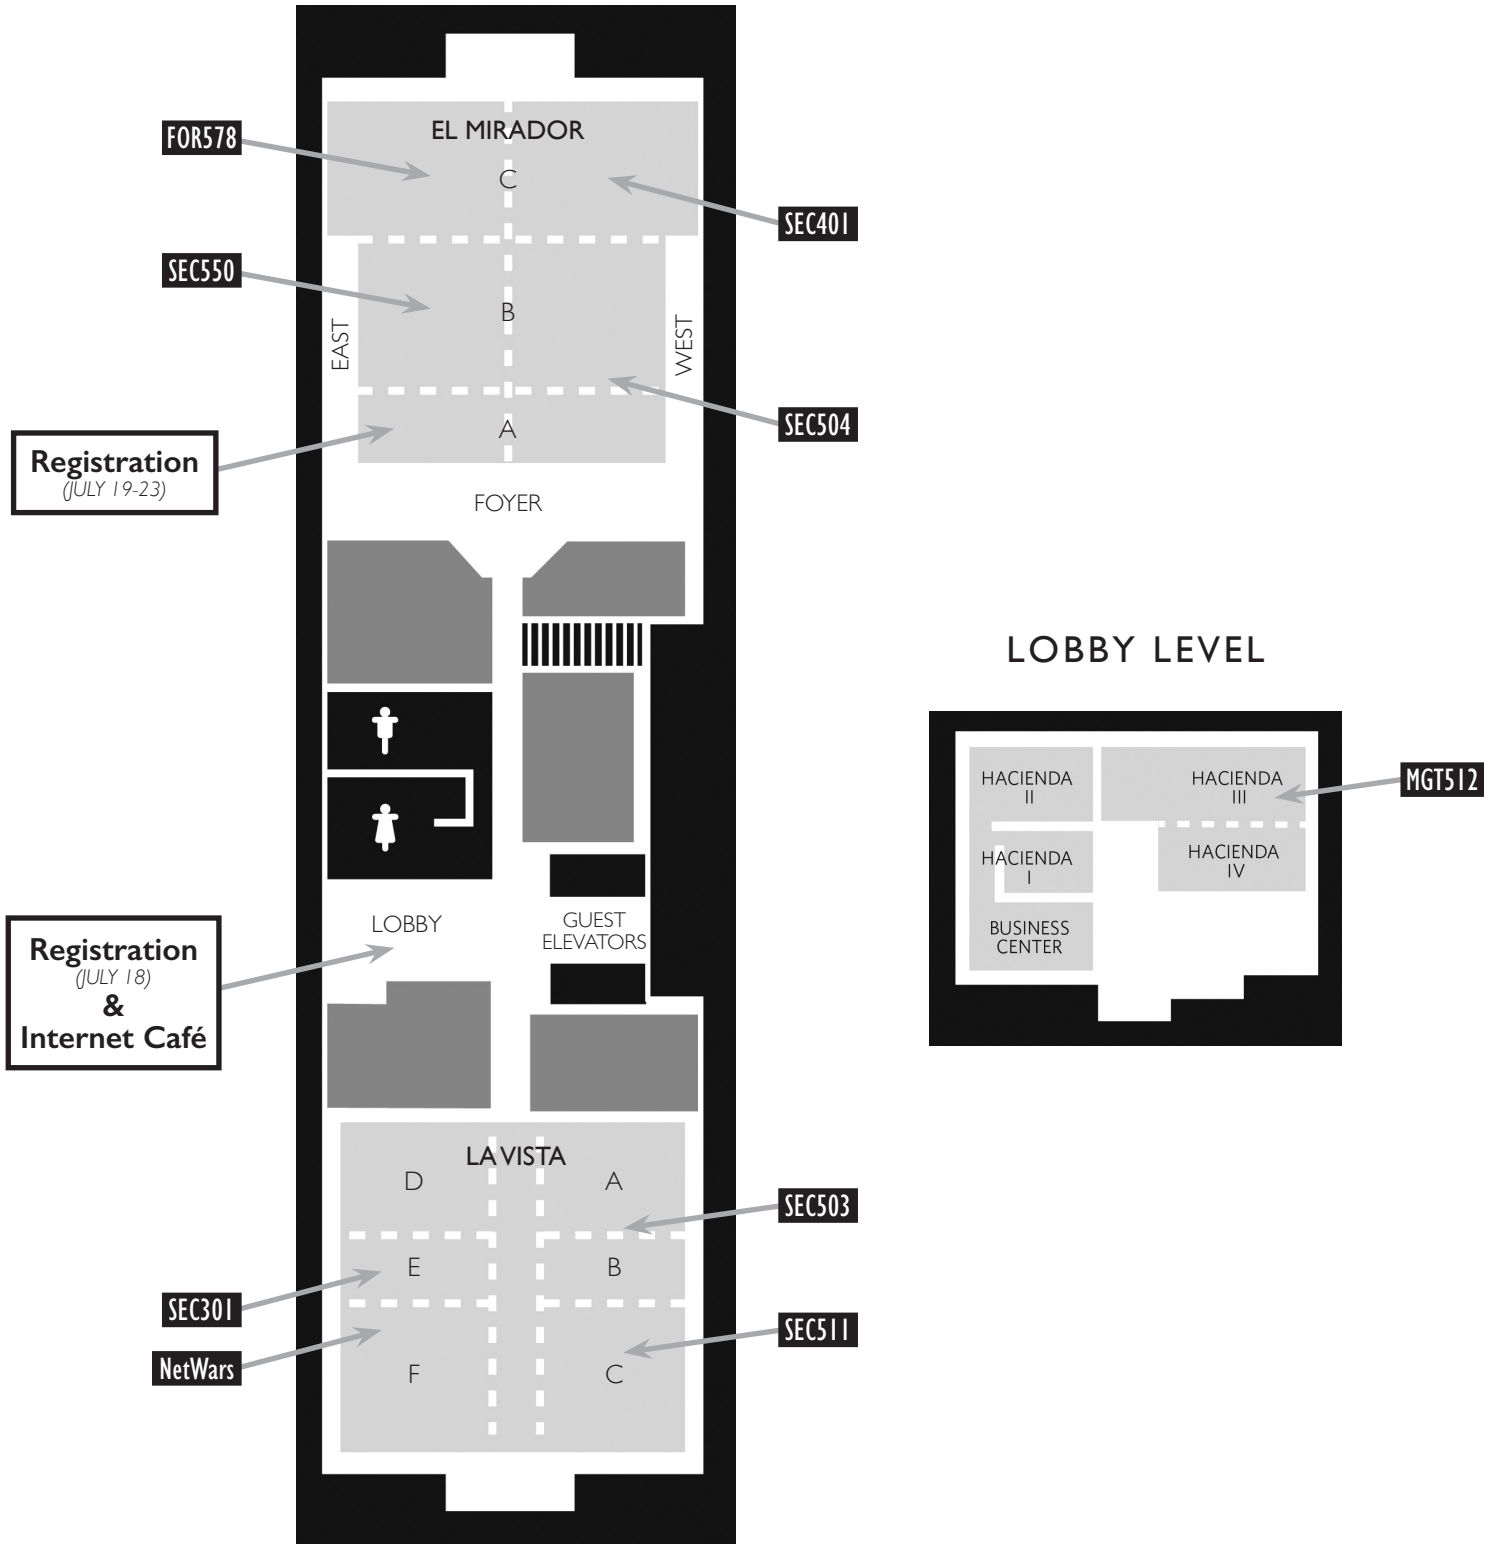 EL MIRADOR
FOR578
C
SEC401
SEC550
B
EAST
WEST
A
SEC504
Registration
(JULY 19-23)
FOYER
LOBBY LEVEL
HACIENDA
II
HACIENDA
III
MGT512
HACIENDA
I
HACIENDA
IV
BUSINESS
CENTER
LOBBY
GUEST
ELEVATORS
Registration
(JULY 18)
&
Internet Café
LA VISTA
D
A
SEC503
E
B
SEC301
SEC511
NetWars
F
C